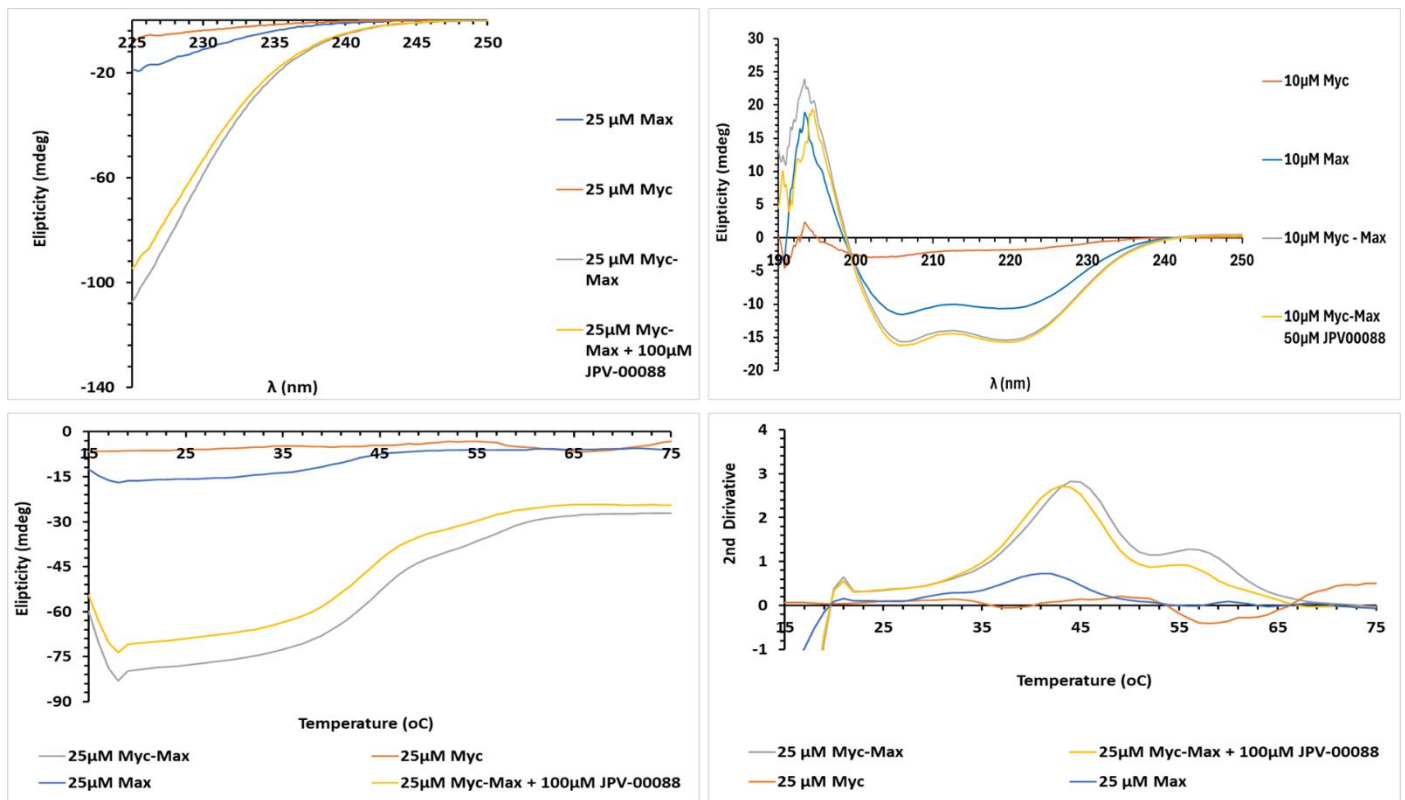 225 230 235 240 245 250
-20
-60
-100
-140
Elipticity (mdeg)
λ (nm)
25 µM Max
25 µM Myc
25 µM Myc-
Max
25µM Myc-
Max + 100µM
JPV-00088
30
25
20
15
10
5
0
-5
-10
-15
-20
190 200 210 220 230 240 250
Elipticity (mdeg)
λ (nm)
10µM Myc
10µM Max
10µM Myc - Max
10µM Myc-Max
50µM JPV00088
0
-15
-30
-45
-60
-75
-90
15 25 35 45 55 65 75
Elipticity (mdeg)
Temperature (oC)
25µM Myc-Max 25µM Myc
25µM Max 25µM Myc-Max + 100µM JPV-00088
4
3
2
1
0
-1
15 25 35 45 55 65 75
2nd Dirivative
Temperature (oC)
25 µM Myc-Max 25µM Myc-Max + 100µM JPV-00088
25 µM Myc 25 µM Max